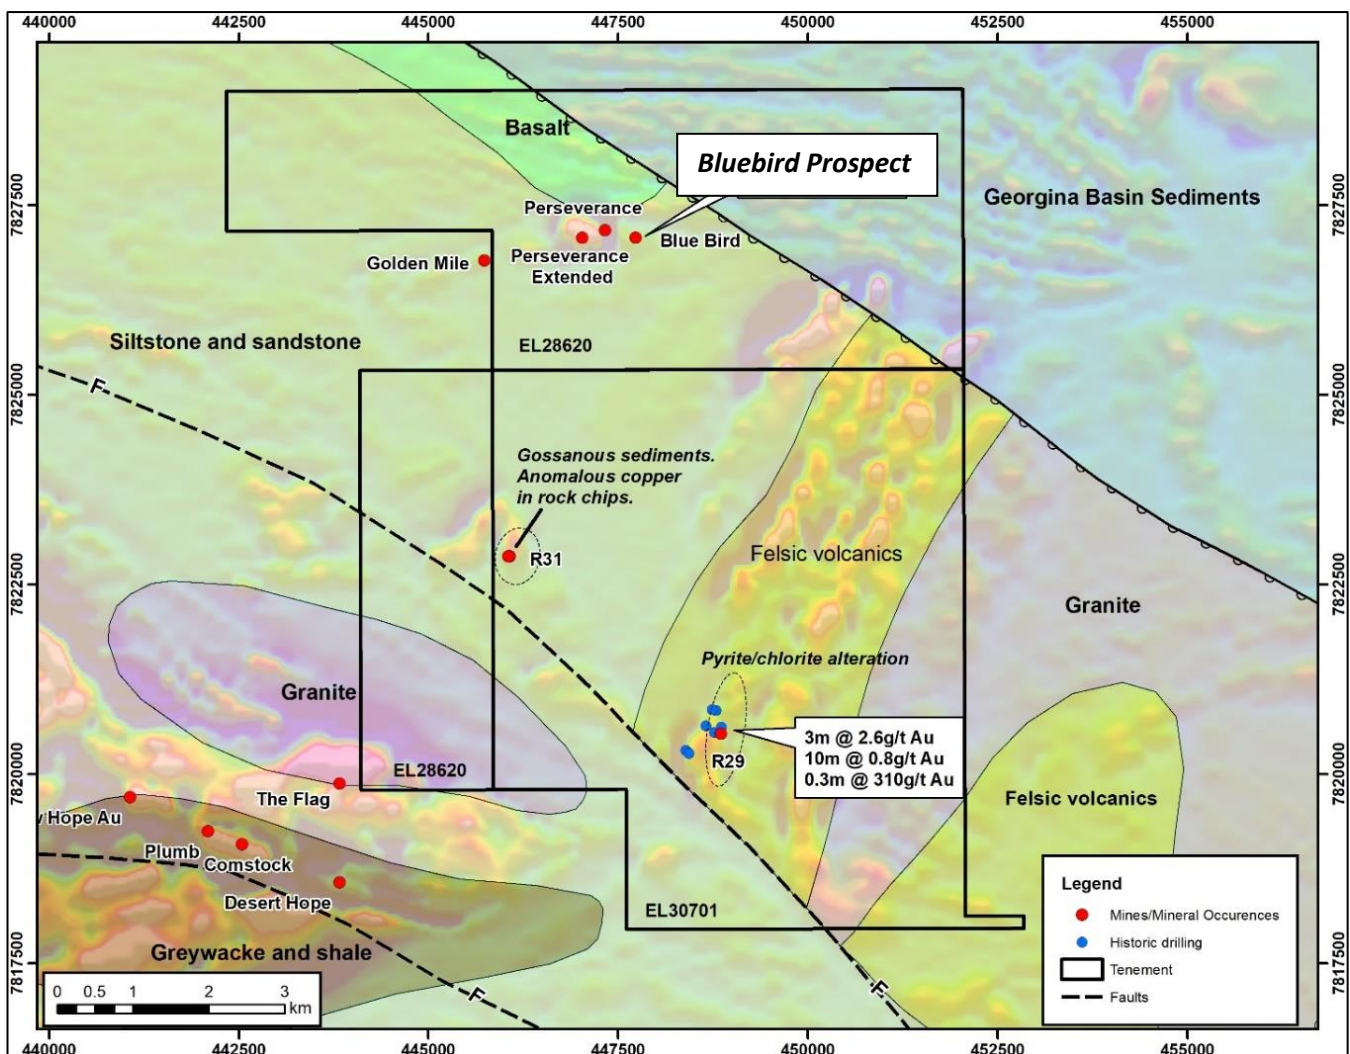 440000
442500
445000
447500
450000
452500
455000
Basalt
Bluebird Prospect
Georgina Basin Sediments
7827500
7827500
Perseverance
Blue Bird
Perseverance
Extended
Golden Mile
Siltstone and sandstone
EL28620
F
7825000
7825000
Gossanous sediments.
Anomalous copper
in rock chips.
R31
Felsic volcanics
7822500
7822500
Granite
Pyrite/chlorite alteration
Granite
3m @ 2.6g/t Au
10m @ 0.8g/t Au
0.3m @ 310g/t Au
R29
EL28620
7820000
7820000
The Flag
Felsic volcanics
Hope Au
Plumb
Comstock
Desert Hope
EL30701
Greywacke and shale
7817500
7817500
F
F
Legend
Mines/Mineral Occurences
Historic drilling
Tenement
Faults
0 0.5 1 2 3
km
440000
442500
445000
447500
450000
452500
455000